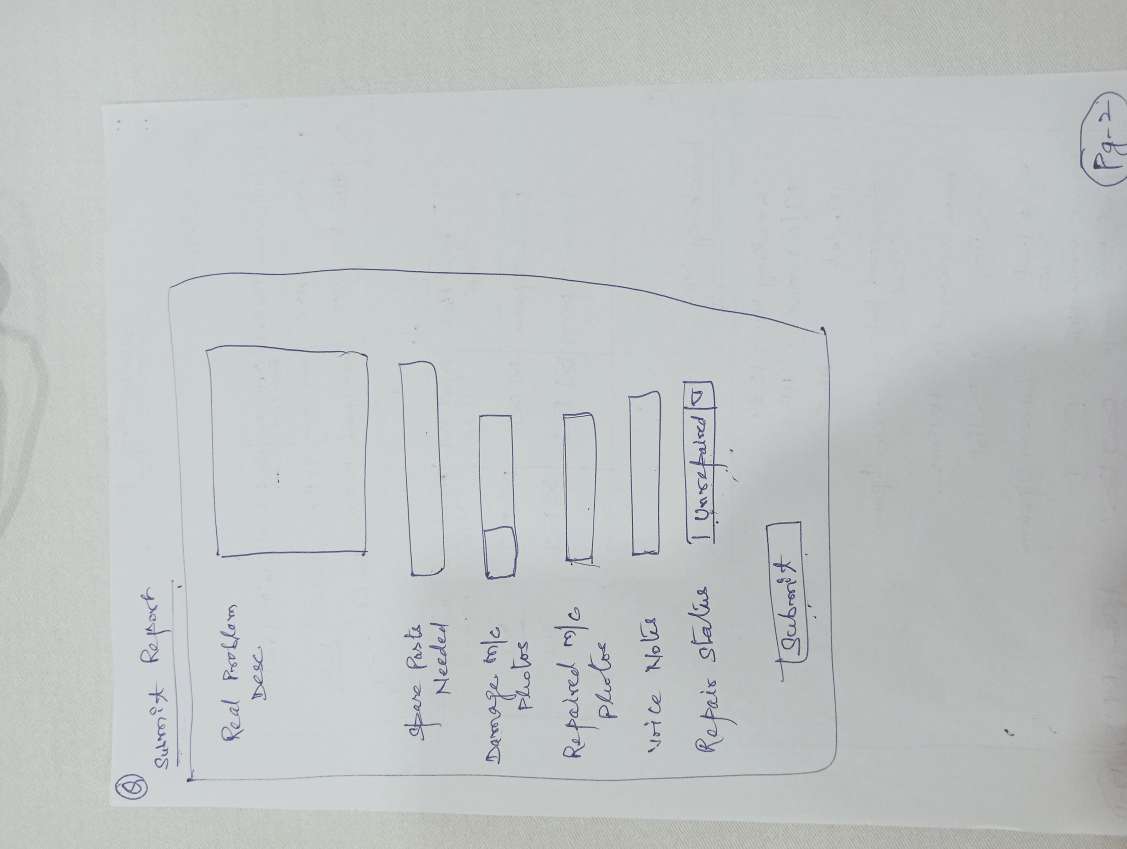 Q
Submit Report
Real Problem
Desc
Spare Parts
Needed
Damage m/c
Photos
Repaired m/c
Photos
Voice Notes
Repair Status Unrepaired
Submit
Pg-2